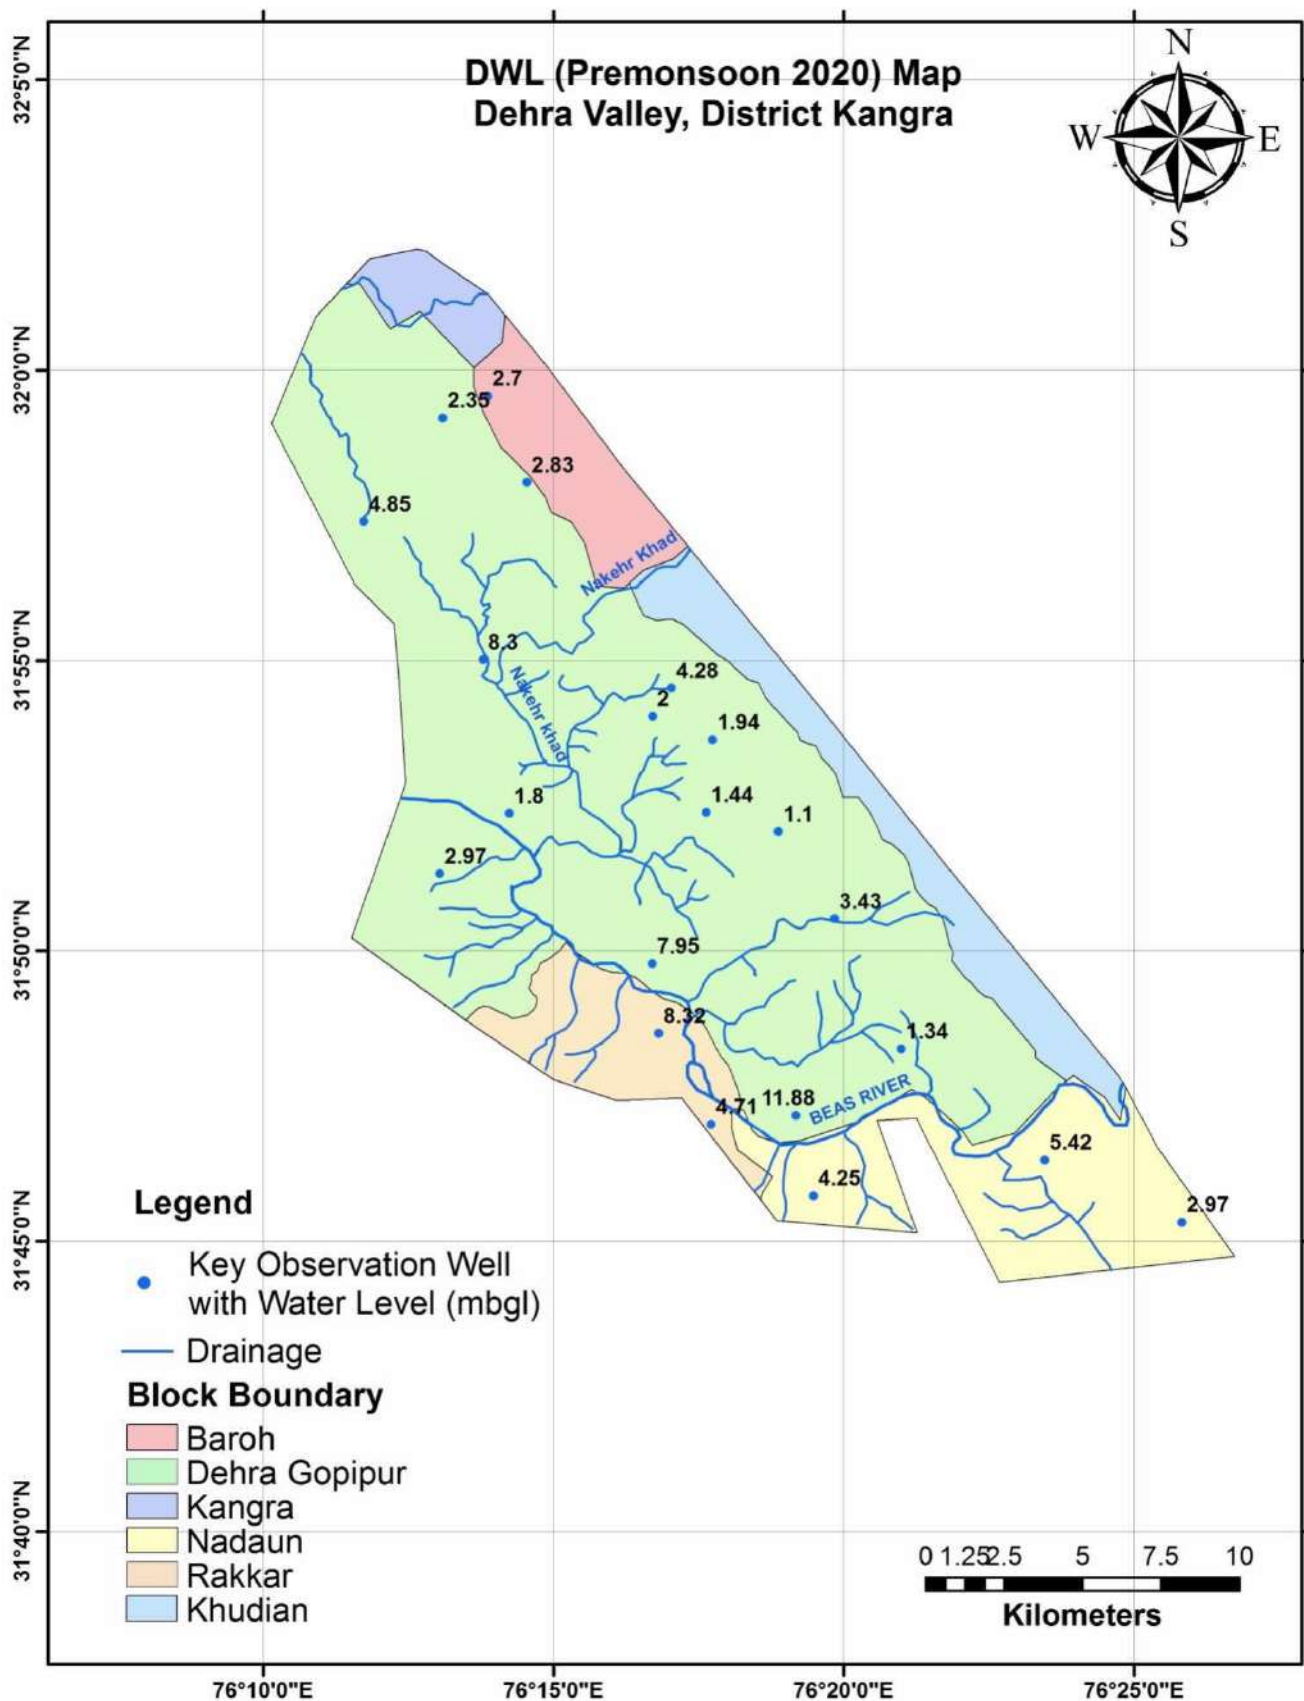 DWL (Premonsoon 2020) Map
Dehra Valley, District Kangra
N
W
E
S
32°5'0"N
32°0'0"N
31°55'0"N
31°50'0"N
31°45'0"N
31°40'0"N
2.7
2.35
2.83
4.85
Nakehr Khad
8.3
4.28
Nakehr khad
2
1.94
1.8
1.44
1.1
2.97
3.43
7.95
8.32
1.34
BEAS RIVER
11.88
4.71
5.42
4.25
2.97
Legend
Key Observation Well
with Water Level (mbgl)
Drainage
Block Boundary
Baroh
Dehra Gopipur
Kangra
Nadaun
Rakkar
Khudian
0 1.25 2.5 5 7.5 10
Kilometers
76°10'0"E 76°15'0"E 76°20'0"E 76°25'0"E